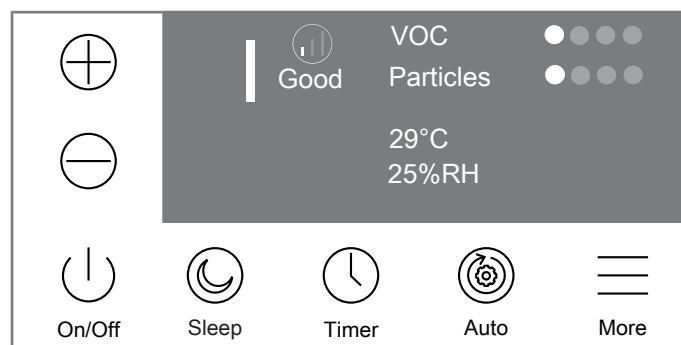 VOC
Good
Particles
29°C
25%RH
On/Off
Sleep
Timer
Auto
More